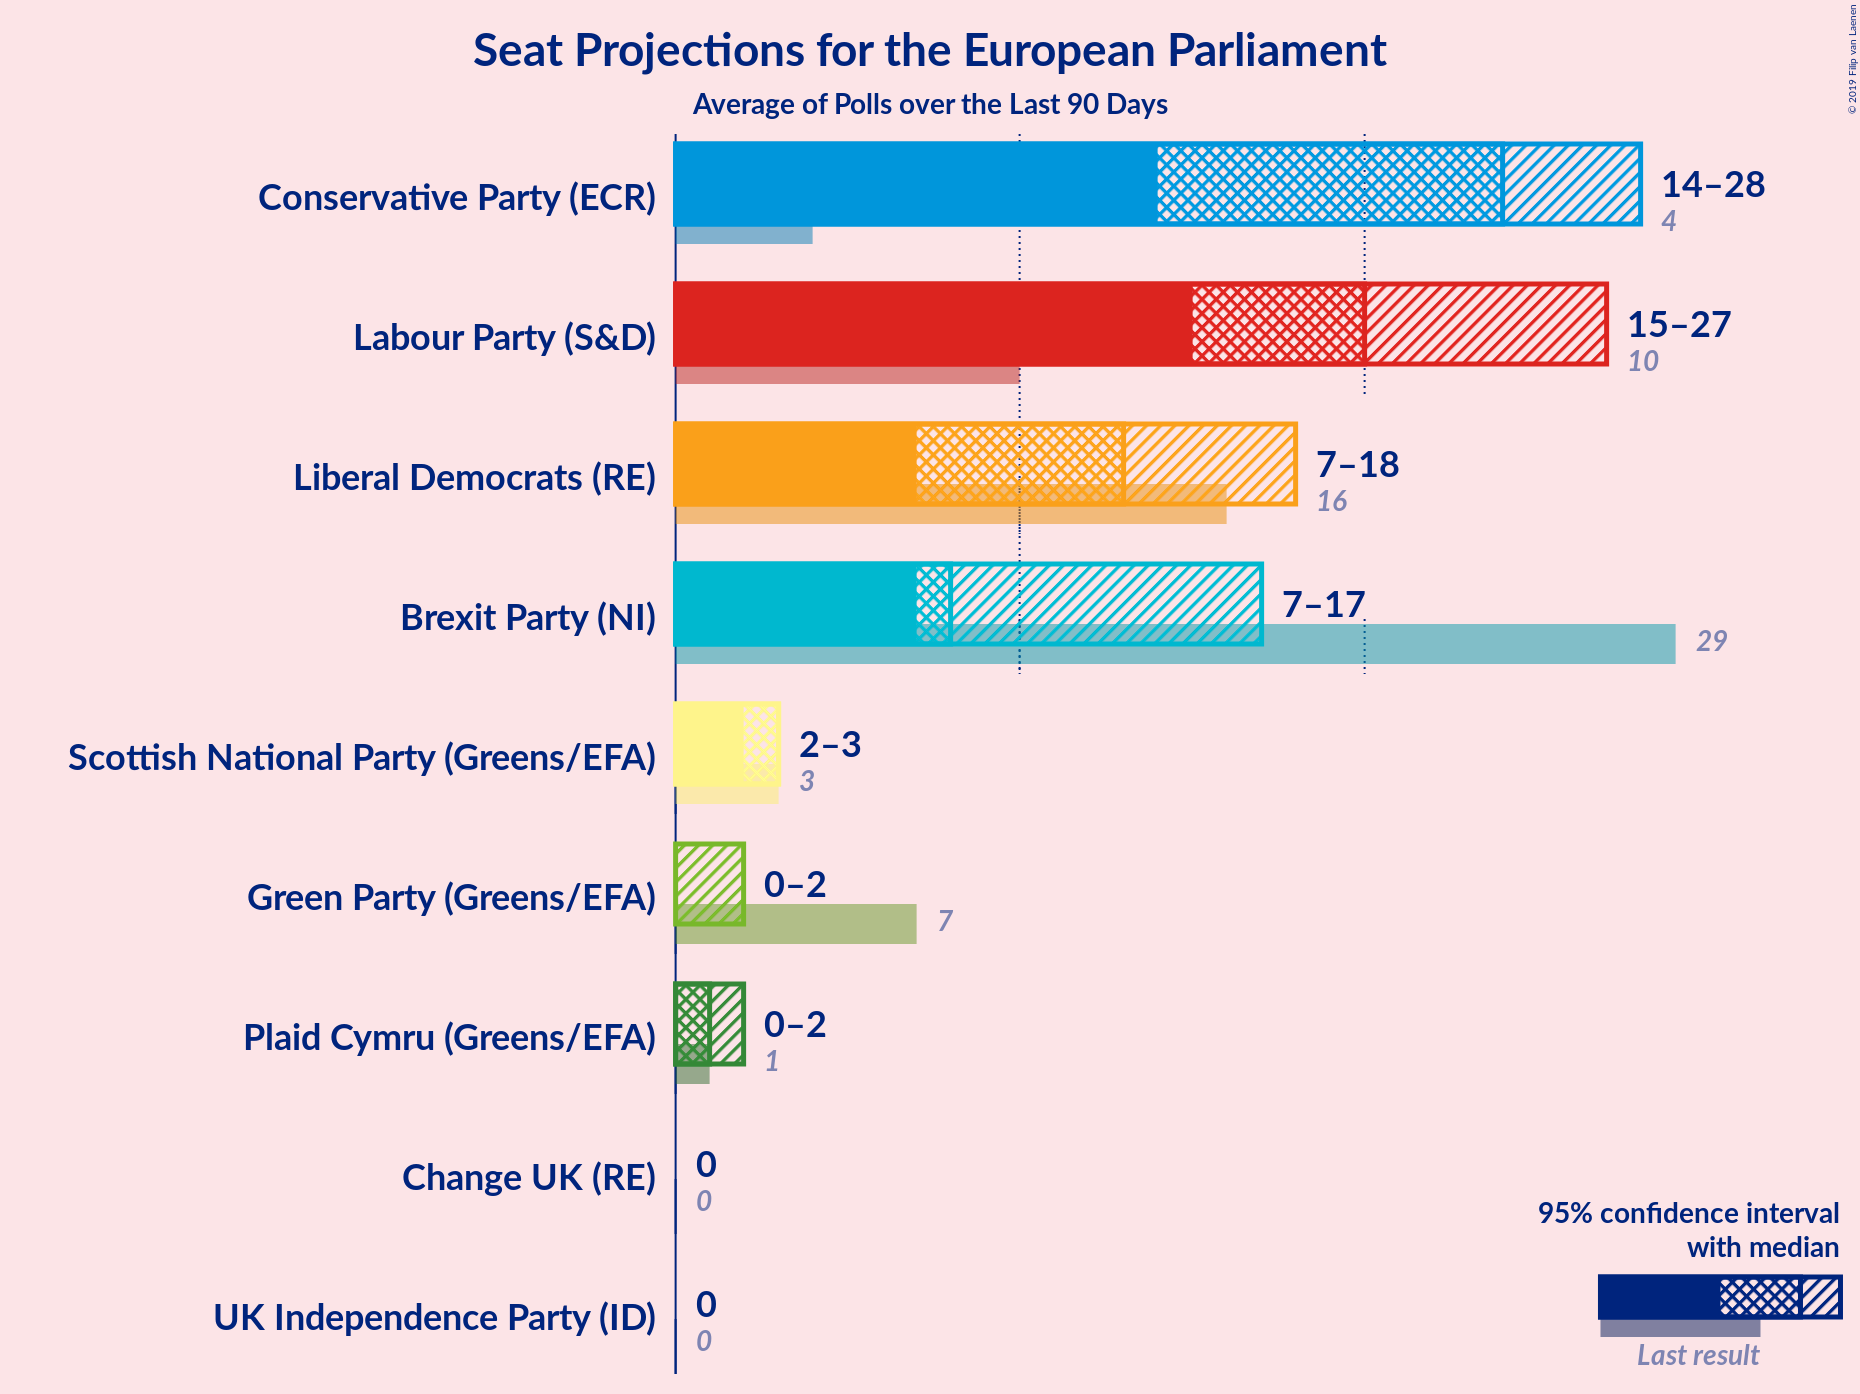 Seat Projections for the European Parliament
Average of Polls over the Last 90 Days
© 2019 Filip van Laenen
Conservative Party (ECR)
14–28
4
Labour Party (S&D)
15–27
10
Liberal Democrats (RE)
7–18
16
Brexit Party (NI)
7–17
29
Scottish National Party (Greens/EFA)
2–3
3
Green Party (Greens/EFA)
0–2
7
Plaid Cymru (Greens/EFA)
0–2
1
Change UK (RE)
0
0
UK Independence Party (ID)
0
0
95% confidence interval
with median
Last result